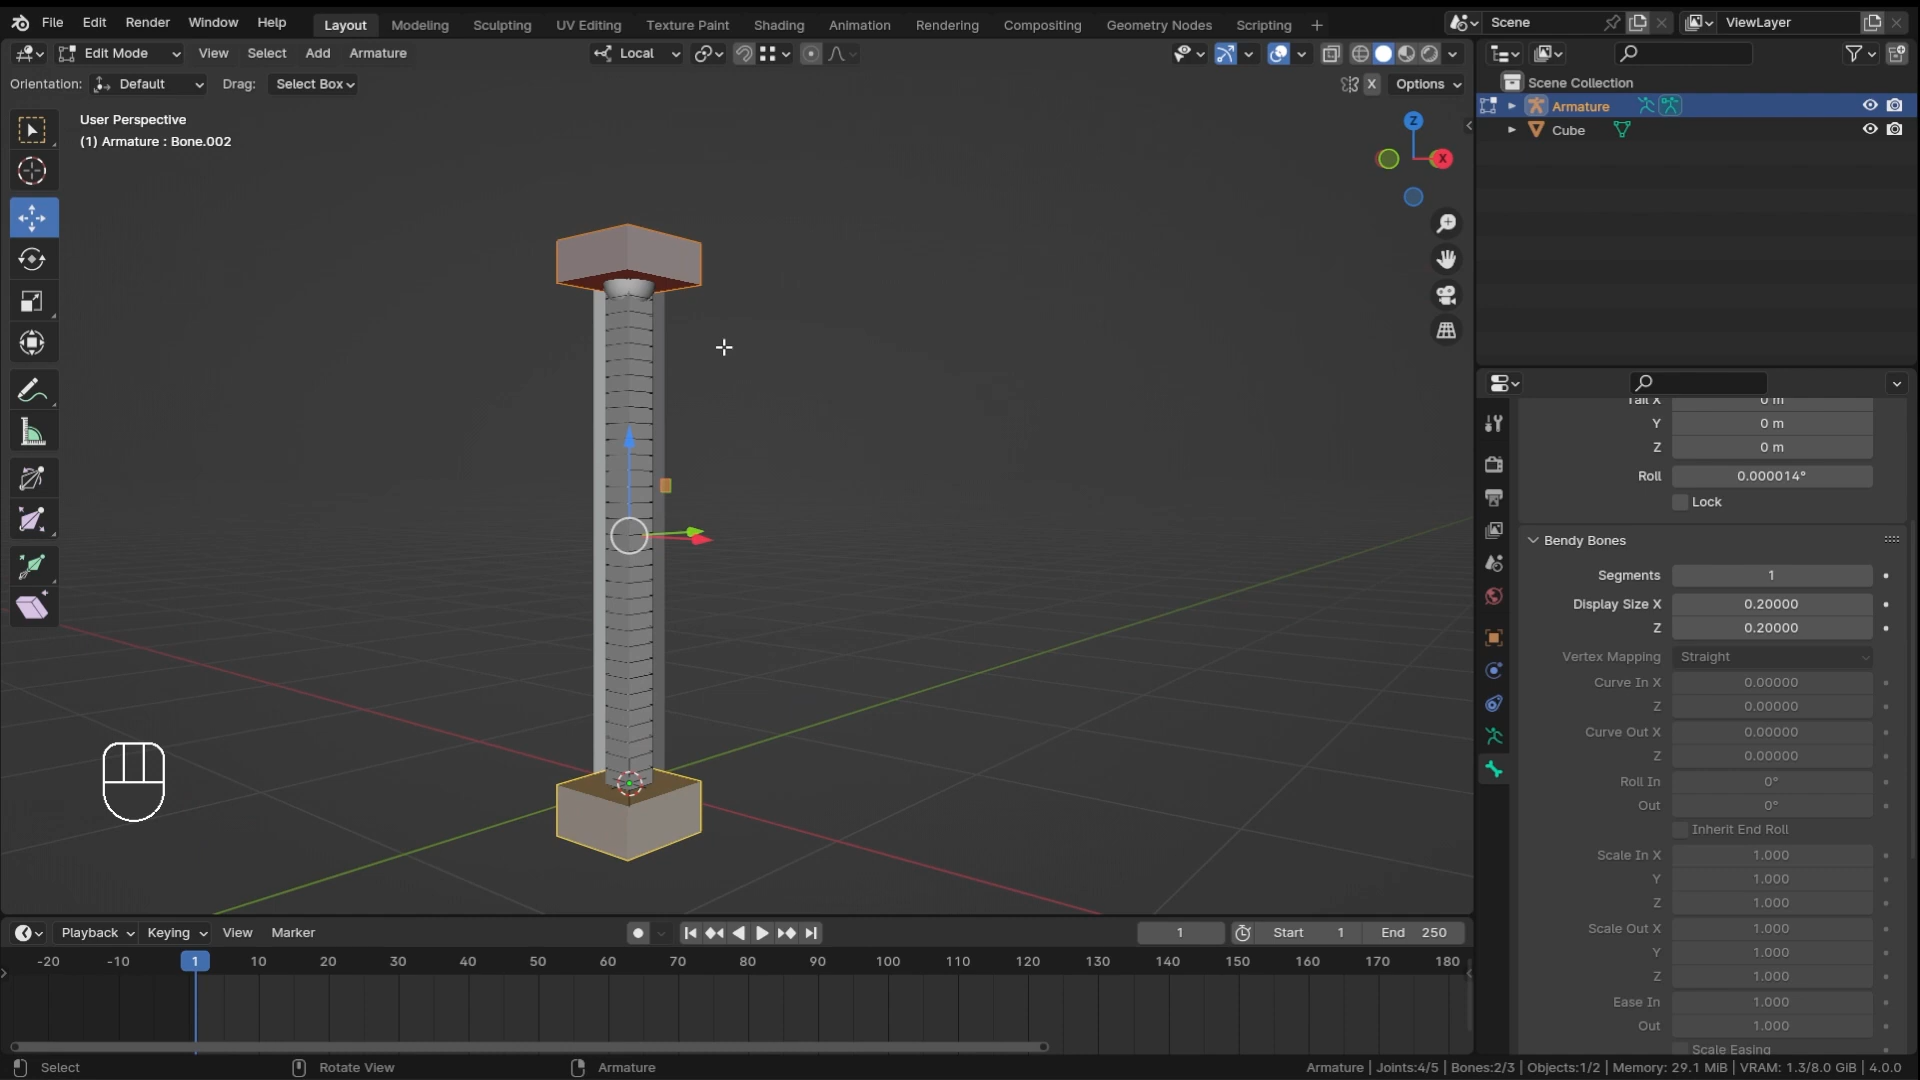 File Edit Render Window Help
Layout Modeling Sculpting UV Editing Texture Paint Shading Animation Rendering Compositing Geometry Nodes Scripting
Scene
ViewLayer
Edit Mode View Select Add Armature
Local
Orientation: Default Drag: Select Box
X Options
User Perspective
(1) Armature : Bone.002
Z
X
Scene Collection
Armature
Cube
Tail X 0 m
Y 0 m
Z 0 m
Roll 0.000014°
Lock
Bendy Bones
Segments 1
Display Size X 0.20000
Z 0.20000
Vertex Mapping Straight
Curve In X 0.00000
Z 0.00000
Curve Out X 0.00000
Z 0.00000
Roll In 0°
Out 0°
Inherit End Roll
Scale In X 1.000
Y 1.000
Z 1.000
Scale Out X 1.000
Y 1.000
Z 1.000
Ease In 1.000
Out 1.000
Scale Easing
Playback Keying View Marker
1 Start 1 End 250
-20 -10 1 10 20 30 40 50 60 70 80 90 100 110 120 130 140 150 160 170 180
Select Rotate View Armature
Armature | Joints:4/5 | Bones:2/3 | Objects:1/2 | Memory: 29.1 MiB | VRAM: 1.3/8.0 GiB | 4.0.0